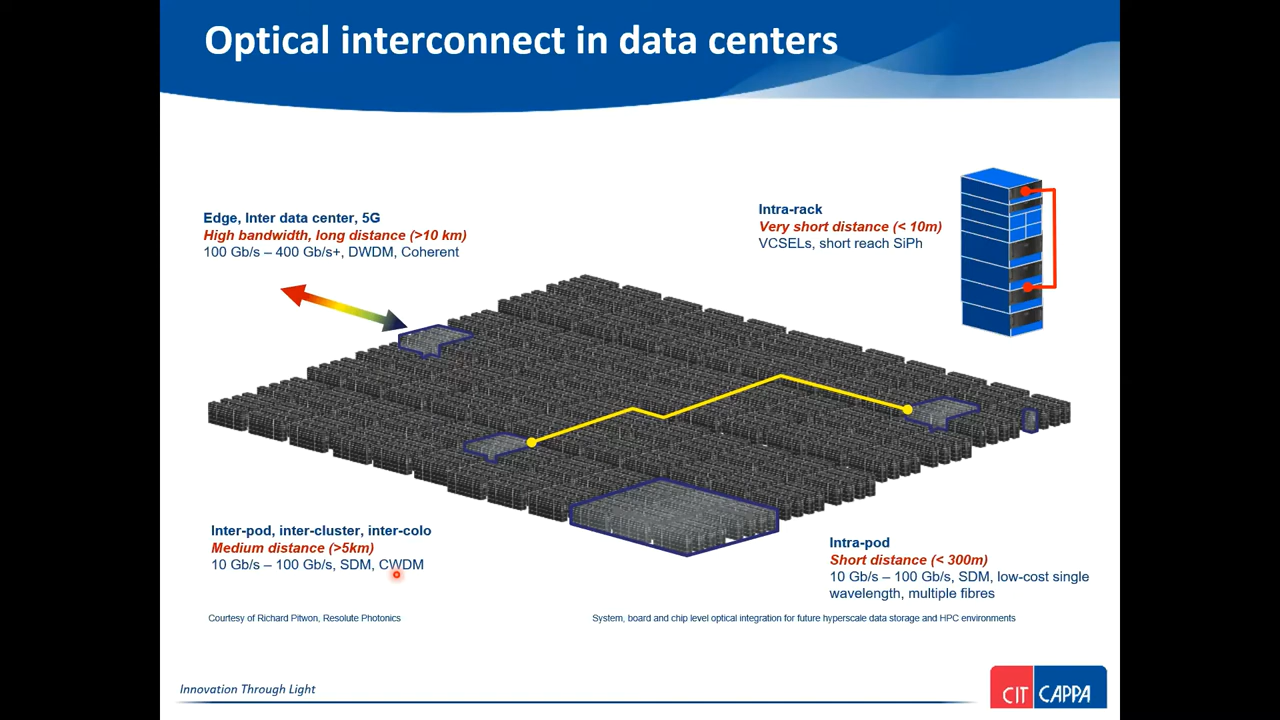 Optical interconnect in data centers
Edge, Inter data center, 5G
High bandwidth, long distance (>10 km)
100 Gb/s – 400 Gb/s+, DWDM, Coherent
Intra-rack
Very short distance (< 10m)
VCSELs, short reach SiPh
Inter-pod, inter-cluster, inter-colo
Medium distance (>5km)
10 Gb/s – 100 Gb/s, SDM, CWDM
Intra-pod
Short distance (< 300m)
10 Gb/s – 100 Gb/s, SDM, low-cost single
wavelength, multiple fibres
Courtesy of Richard Pitwon, Resolute Photonics
System, board and chip level optical integration for future hyperscale data storage and HPC environments
Innovation Through Light
CIT CAPPA